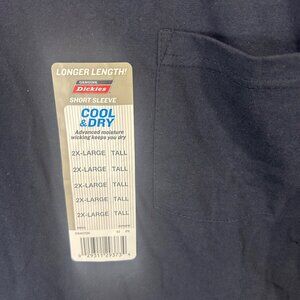 LONGER LENGTH!
GENUINE
Dickies
SHORT SLEEVE
COOL
& DRY
Advanced moisture
wicking keeps you dry
2X-LARGE TALL
2X-LARGE TALL
2X-LARGE TALL
2X-LARGE TALL
2X-LARGE TALL